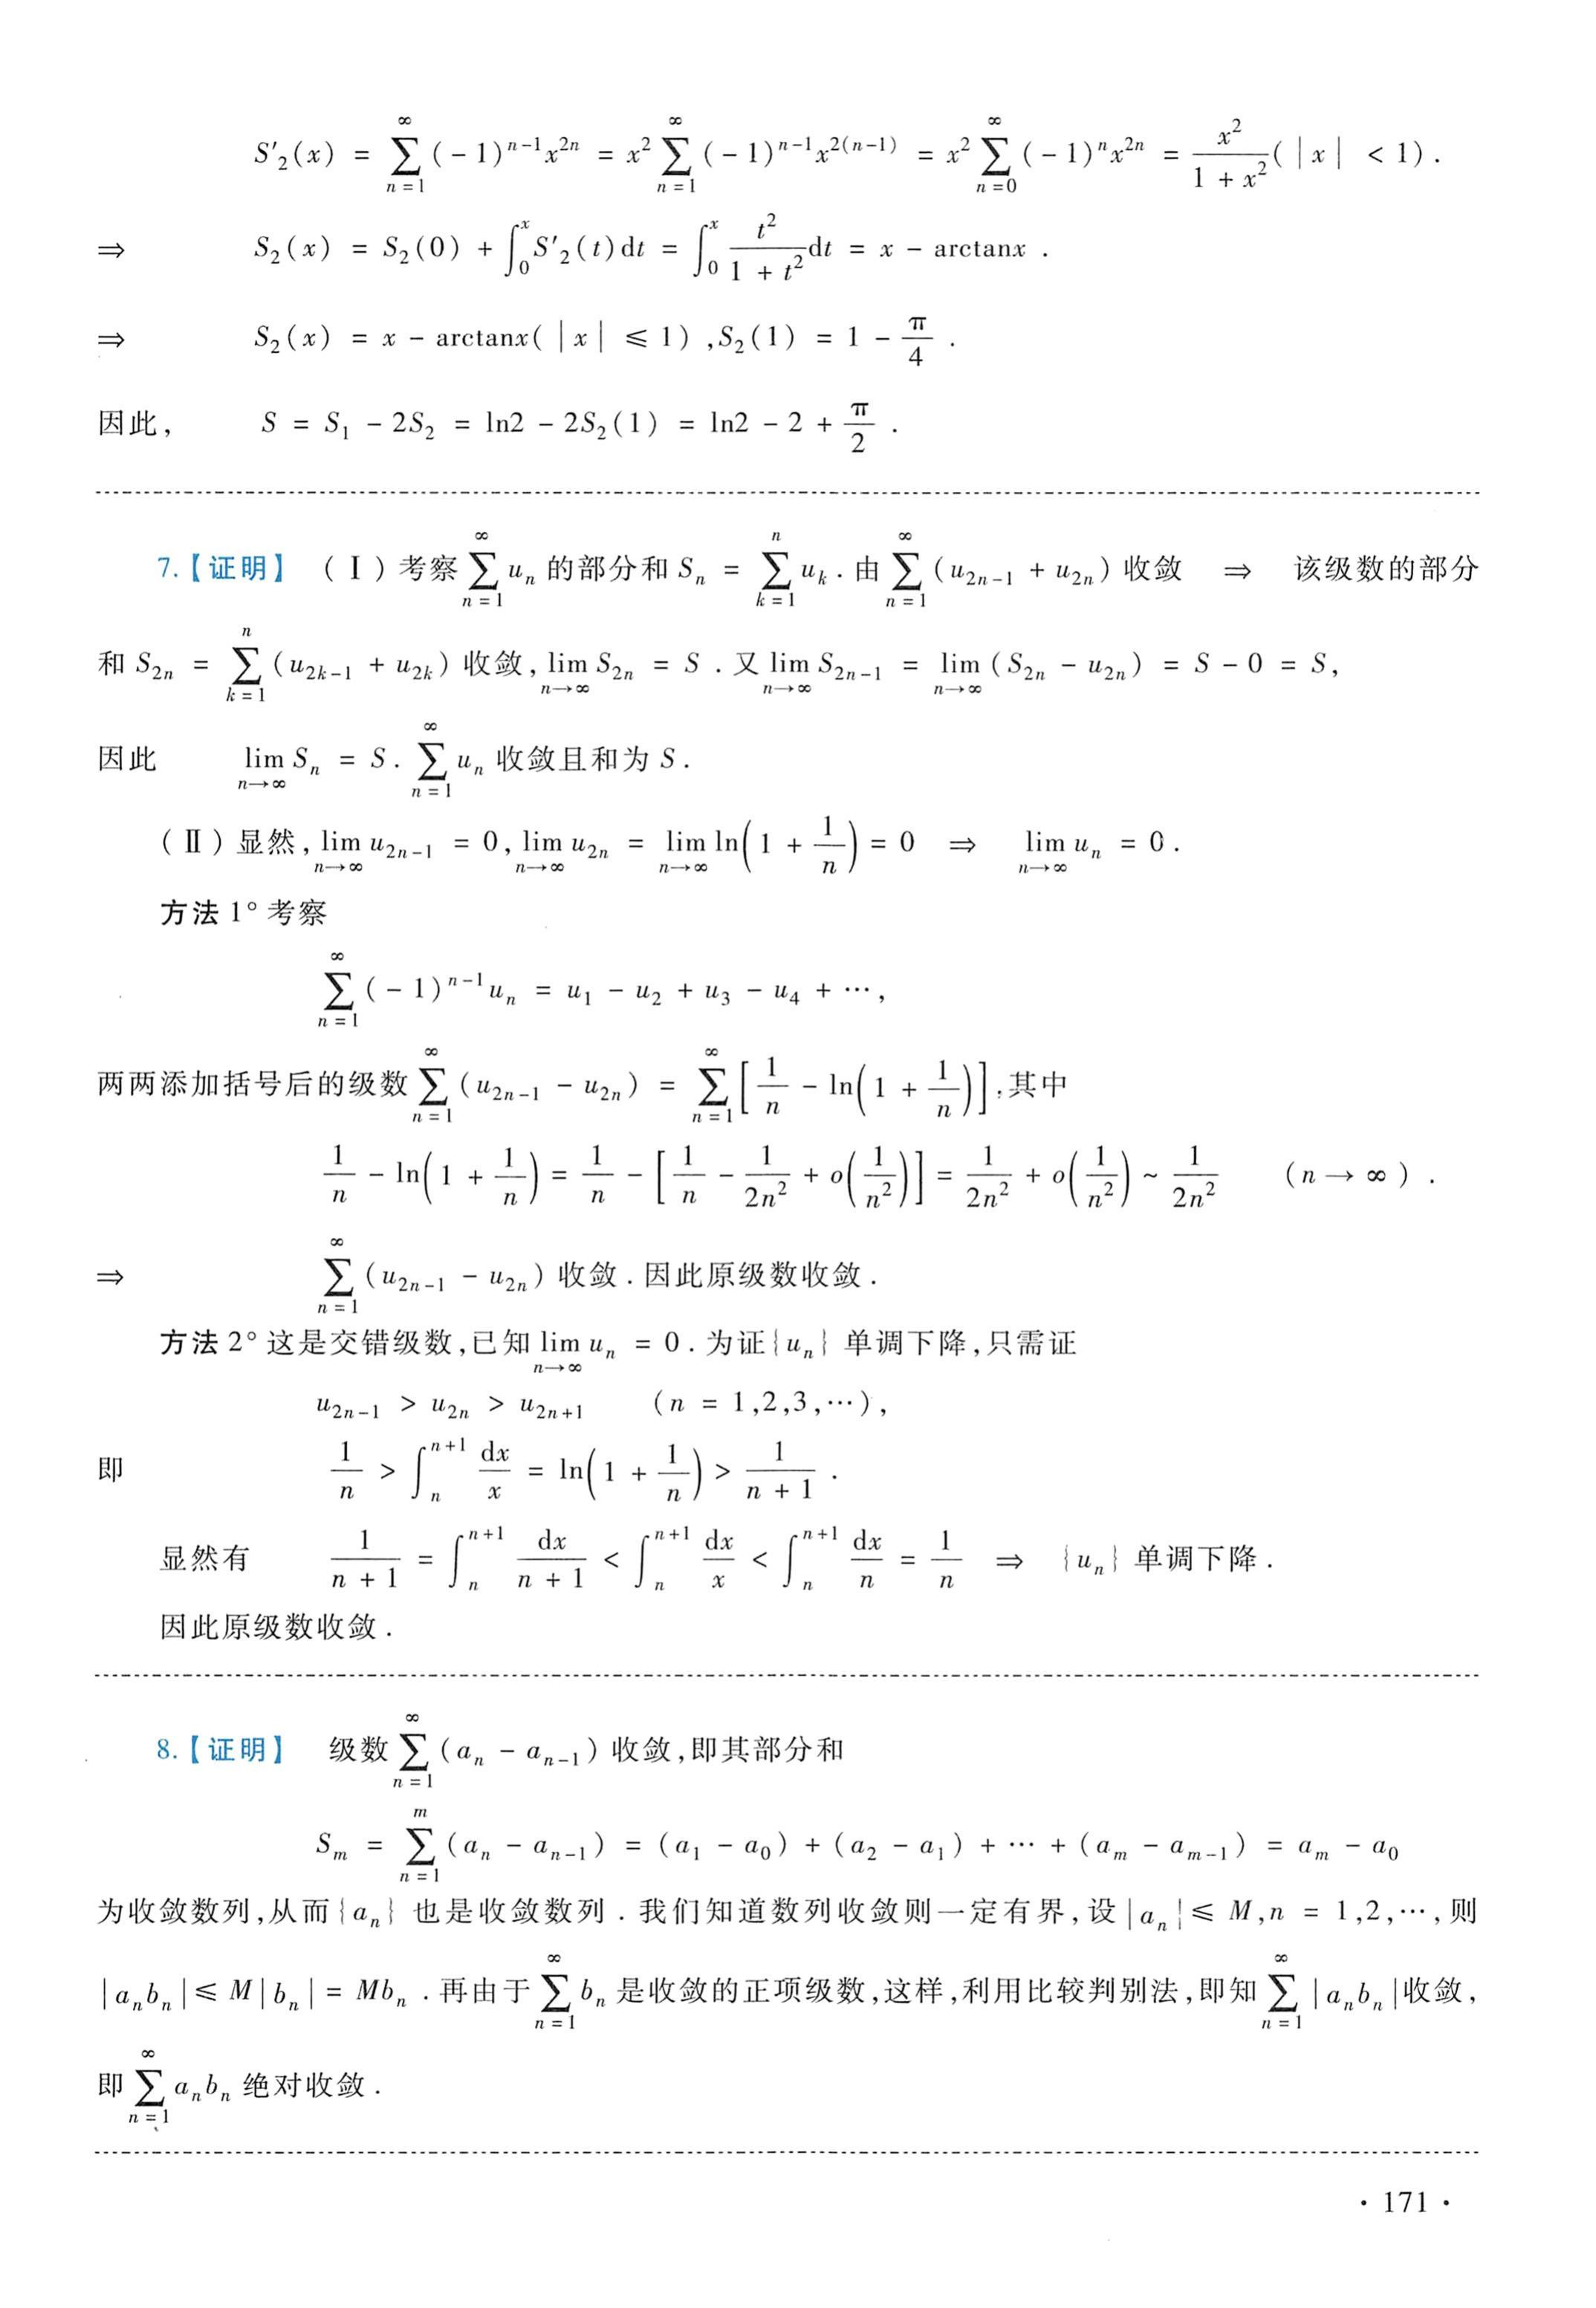 $S'_2(x) = \sum_{n=1}^{\infty}(-1)^{n-1}x^{2n} = x^2\sum_{n=1}^{\infty}(-1)^{n-1}x^{2(n-1)} = x^2\sum_{n=0}^{\infty}(-1)^n x^{2n} = \frac{x^2}{1+x^2}(|x| < 1).$
⇒ $S_2(x) = S_2(0) + \int_0^x S'_2(t)\mathrm{d}t = \int_0^x \frac{t^2}{1+t^2}\mathrm{d}t = x - \arctan x.$
⇒ $S_2(x) = x - \arctan x(|x| \leq 1), S_2(1) = 1 - \frac{\pi}{4}.$
因此, $S = S_1 - 2S_2 = \ln 2 - 2S_2(1) = \ln 2 - 2 + \frac{\pi}{2}.$
7.【证明】 (Ⅰ)考察 $\sum_{n=1}^{\infty} u_n$ 的部分和 $S_n = \sum_{k=1}^{n} u_k$. 由 $\sum_{n=1}^{\infty}(u_{2n-1} + u_{2n})$ 收敛 ⇒ 该级数的部分
和 $S_{2n} = \sum_{k=1}^{n}(u_{2k-1} + u_{2k})$ 收敛, $\lim_{n\to\infty} S_{2n} = S$. 又 $\lim_{n\to\infty} S_{2n-1} = \lim_{n\to\infty}(S_{2n} - u_{2n}) = S - 0 = S,$
因此 $\lim_{n\to\infty} S_n = S. \sum_{n=1}^{\infty} u_n$ 收敛且和为 $S$.
(Ⅱ)显然, $\lim_{n\to\infty} u_{2n-1} = 0, \lim_{n\to\infty} u_{2n} = \lim_{n\to\infty}\ln\left(1 + \frac{1}{n}\right) = 0$ ⇒ $\lim_{n\to\infty} u_n = 0.$
方法 1° 考察
$\sum_{n=1}^{\infty}(-1)^{n-1}u_n = u_1 - u_2 + u_3 - u_4 + \cdots,$
两两添加括号后的级数 $\sum_{n=1}^{\infty}(u_{2n-1} - u_{2n}) = \sum_{n=1}^{\infty}\left[\frac{1}{n} - \ln\left(1 + \frac{1}{n}\right)\right]$,其中
$\frac{1}{n} - \ln\left(1 + \frac{1}{n}\right) = \frac{1}{n} - \left[\frac{1}{n} - \frac{1}{2n^2} + o\left(\frac{1}{n^2}\right)\right] = \frac{1}{2n^2} + o\left(\frac{1}{n^2}\right) \sim \frac{1}{2n^2} \quad (n \to \infty).$
⇒ $\sum_{n=1}^{\infty}(u_{2n-1} - u_{2n})$ 收敛. 因此原级数收敛.
方法 2° 这是交错级数,已知 $\lim_{n\to\infty} u_n = 0$. 为证$\{u_n\}$ 单调下降,只需证
$u_{2n-1} > u_{2n} > u_{2n+1} \quad (n = 1,2,3,\cdots),$
即 $\frac{1}{n} > \int_n^{n+1}\frac{\mathrm{d}x}{x} = \ln\left(1 + \frac{1}{n}\right) > \frac{1}{n+1}.$
显然有 $\frac{1}{n+1} = \int_n^{n+1}\frac{\mathrm{d}x}{n+1} < \int_n^{n+1}\frac{\mathrm{d}x}{x} < \int_n^{n+1}\frac{\mathrm{d}x}{n} = \frac{1}{n}$ ⇒ $\{u_n\}$ 单调下降.
因此原级数收敛.
8.【证明】 级数 $\sum_{n=1}^{\infty}(a_n - a_{n-1})$ 收敛,即其部分和
$S_m = \sum_{n=1}^{m}(a_n - a_{n-1}) = (a_1 - a_0) + (a_2 - a_1) + \cdots + (a_m - a_{m-1}) = a_m - a_0$
为收敛数列,从而$\{a_n\}$ 也是收敛数列. 我们知道数列收敛则一定有界,设 $|a_n| \leq M, n = 1,2,\cdots$,则
$|a_n b_n| \leq M|b_n| = Mb_n$. 再由于 $\sum_{n=1}^{\infty} b_n$ 是收敛的正项级数,这样,利用比较判别法,即知 $\sum_{n=1}^{\infty}|a_n b_n|$收敛,
即 $\sum_{n=1}^{\infty} a_n b_n$ 绝对收敛.
· 171 ·